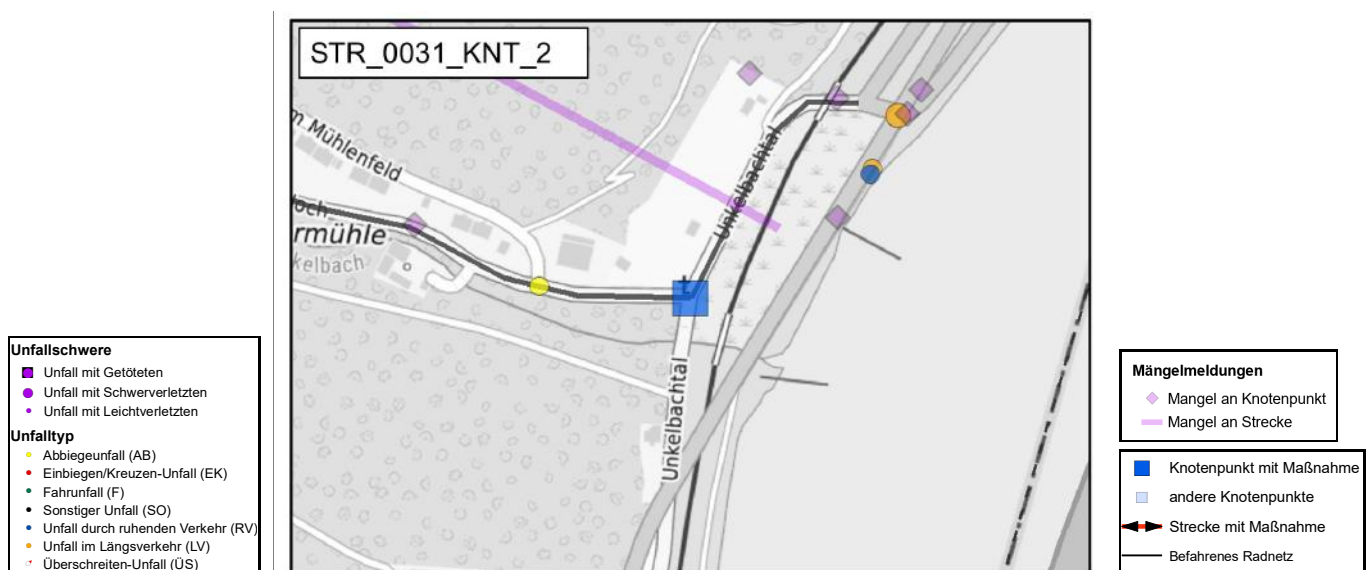 STR_0031_KNT_2
m Mühlenfeld
Unkelbachtal
och
rmühle
kelbach
t
Unkelbachtal
Unfallschwere
Unfall mit Getöteten
Unfall mit Schwerverletzten
Unfall mit Leichtverletzten
Unfalltyp
Abbiegeunfall (AB)
Einbiegen/Kreuzen-Unfall (EK)
Fahrunfall (F)
Sonstiger Unfall (SO)
Unfall durch ruhenden Verkehr (RV)
Unfall im Längsverkehr (LV)
Überschreiten-Unfall (ÜS)
Mängelmeldungen
Mangel an Knotenpunkt
Mangel an Strecke
Knotenpunkt mit Maßnahme
andere Knotenpunkte
Strecke mit Maßnahme
Befahrenes Radnetz